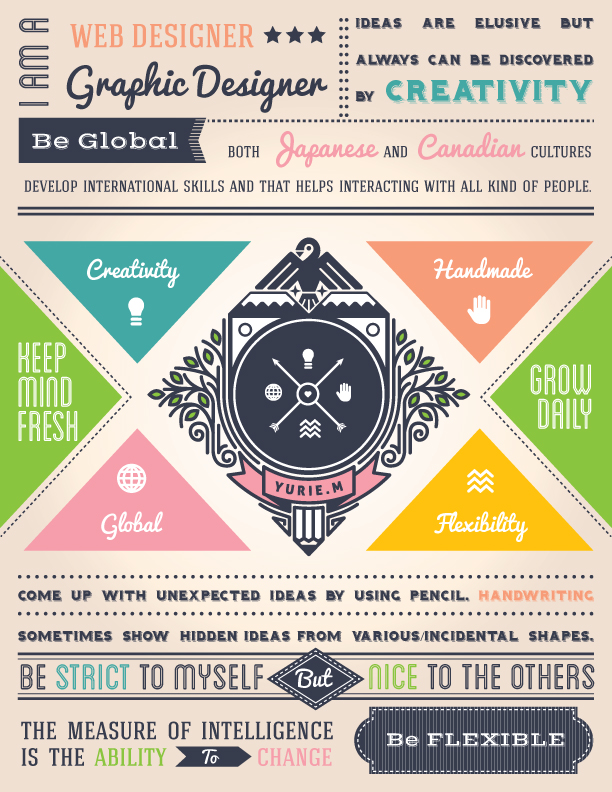 I AM A
WEB DESIGNER
Graphic Designer
IDEAS ARE ELUSIVE BUT
ALWAYS CAN BE DISCOVERED
BY CREATIVITY
Be Global
BOTH Japanese AND Canadian CULTURES
DEVELOP INTERNATIONAL SKILLS AND THAT HELPS INTERACTING WITH ALL KIND OF PEOPLE.
Creativity
Handmade
KEEP
MIND
FRESH
GROW
DAILY
YURIE.M
Global
Flexibility
COME UP WITH UNEXPECTED IDEAS BY USING PENCIL. HANDWRITING
SOMETIMES SHOW HIDDEN IDEAS FROM VARIOUS/INCIDENTAL SHAPES.
BE STRICT TO MYSELF But NICE TO THE OTHERS
THE MEASURE OF INTELLIGENCE
IS THE ABILITY To CHANGE
Be FLEXIBLE